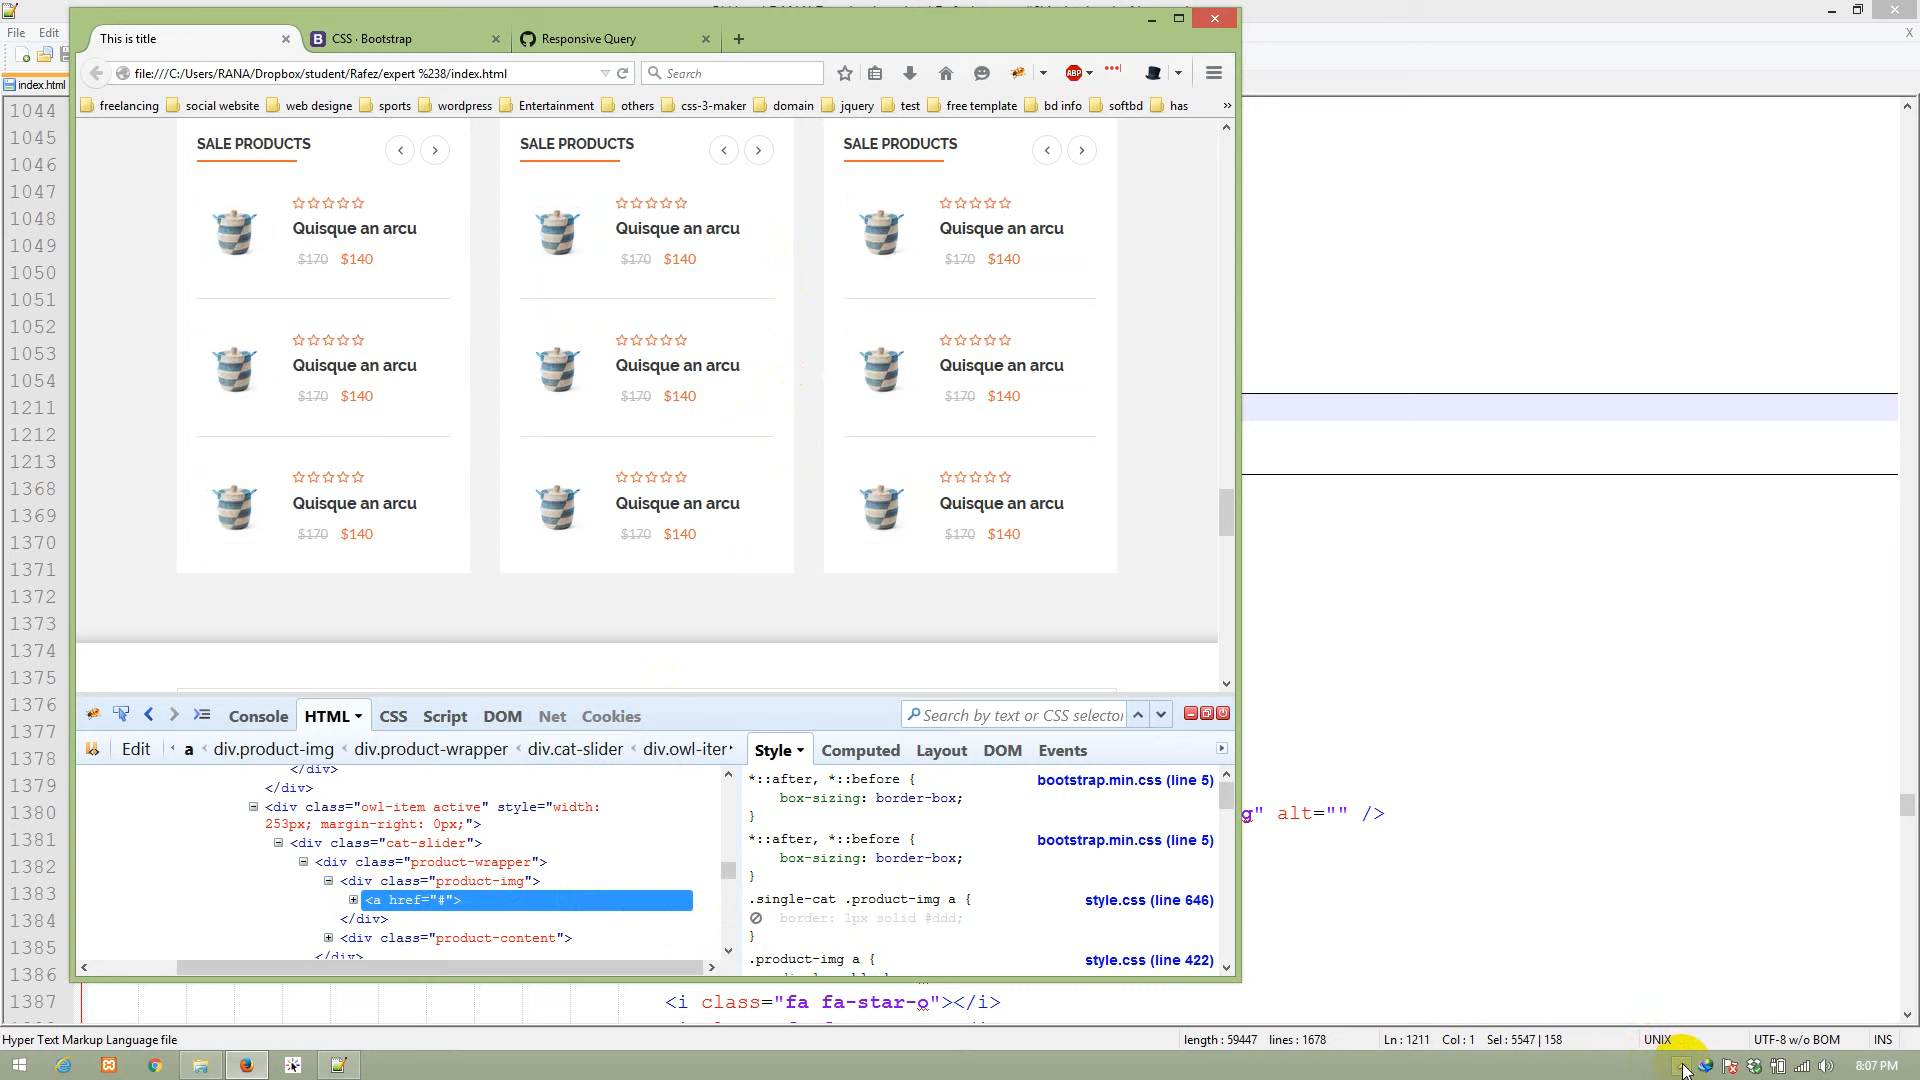 File Edit
index.html
This is title
CSS · Bootstrap
Responsive Query
file:///C:/Users/RANA/Dropbox/student/Rafez/expert %238/index.html
Search
ABP
freelancing social website web designe sports wordpress Entertainment others css-3-maker domain jquery test free template bd info softbd has »
SALE PRODUCTS
SALE PRODUCTS
SALE PRODUCTS
Quisque an arcu
$170 $140
Quisque an arcu
$170 $140
Quisque an arcu
$170 $140
Quisque an arcu
$170 $140
Quisque an arcu
$170 $140
Quisque an arcu
$170 $140
Quisque an arcu
$170 $140
Quisque an arcu
$170 $140
Quisque an arcu
$170 $140
1044
1045
1046
1047
1048
1049
1050
1051
1052
1053
1054
1211
1212
1213
1368
1369
1370
1371
1372
1373
1374
1375
1376
1377
1378
1379
1380
1381
1382
1383
1384
1385
1386
1387
Console HTML CSS Script DOM Net Cookies
Search by text or CSS selector
Edit a < div.product-img < div.product-wrapper < div.cat-slider < div.owl-iter
Style Computed Layout DOM Events
</div>
</div>
<div class="owl-item active" style="width:
253px; margin-right: 0px;">
<div class="cat-slider">
<div class="product-wrapper">
<div class="product-img">
<a href="#">
</div>
<div class="product-content">
</div>
*::after, *::before { bootstrap.min.css (line 5)
box-sizing: border-box;
}
*::after, *::before { bootstrap.min.css (line 5)
box-sizing: border-box;
}
.single-cat .product-img a { style.css (line 646)
border: 1px solid #ddd;
}
.product-img a { style.css (line 422)
g" alt="" />
<i class="fa fa-star-o"></i>
Hyper Text Markup Language file
length : 59447 lines : 1678
Ln : 1211 Col : 1 Sel : 5547 | 158
UNIX
UTF-8 w/o BOM
INS
8:07 PM